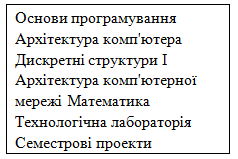 Основи програмування
Архітектура комп'ютера
Дискретні структури I
Архітектура комп'ютерної
мережі Математика
Технологічна лабораторія
Семестрові проекти